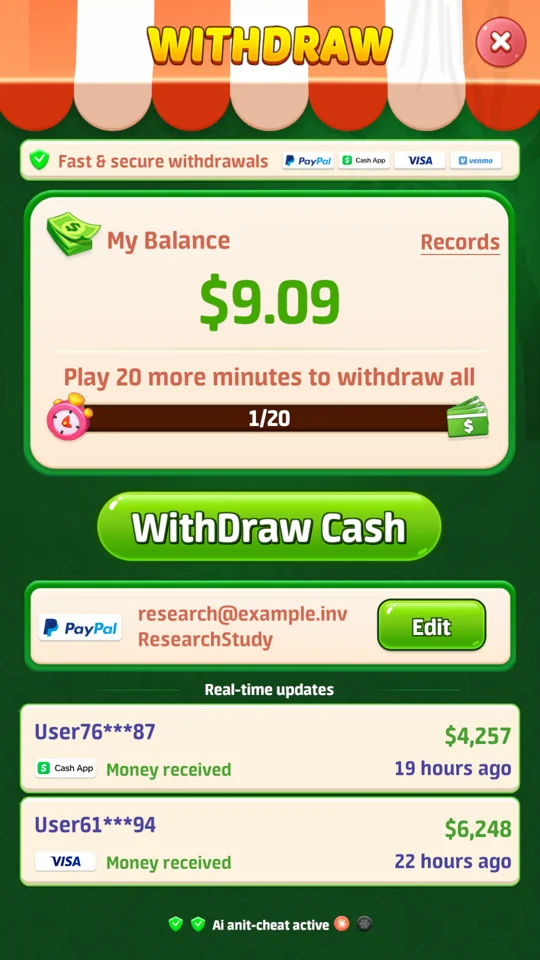 WITHDRAW
Fast & secure withdrawals PayPal Cash App VISA venmo
My Balance
Records
$9.09
Play 20 more minutes to withdraw all
1/20
WithDraw Cash
PayPal
research@example.inv
ResearchStudy
Edit
Real-time updates
User76***87
$4,257
Cash App Money received
19 hours ago
User61***94
$6,248
VISA Money received
22 hours ago
Ai anit-cheat active